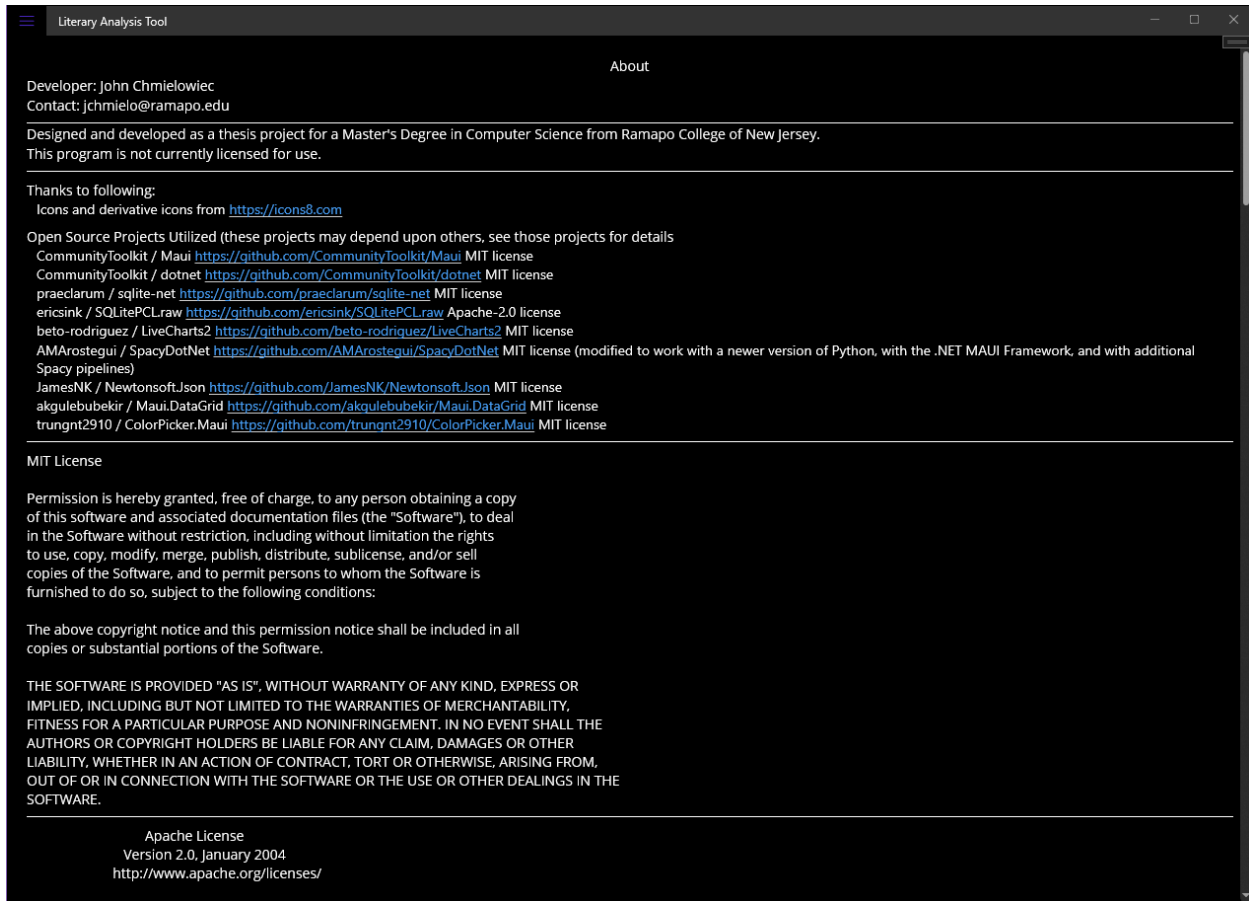 Literary Analysis Tool
About
Developer: John Chmielowiec
Contact: jchmielo@ramapo.edu
Designed and developed as a thesis project for a Master's Degree in Computer Science from Ramapo College of New Jersey.
This program is not currently licensed for use.
Thanks to following:
Icons and derivative icons from https://icons8.com
Open Source Projects Utilized (these projects may depend upon others, see those projects for details
CommunityToolkit / Maui https://github.com/CommunityToolkit/Maui MIT license
CommunityToolkit / dotnet https://github.com/CommunityToolkit/dotnet MIT license
praeclarum / sqlite-net https://github.com/praeclarum/sqlite-net MIT license
ericsink / SQLitePCL.raw https://github.com/ericsink/SQLitePCL.raw Apache-2.0 license
beto-rodriguez / LiveCharts2 https://github.com/beto-rodriguez/LiveCharts2 MIT license
AMArostegui / SpacyDotNet https://github.com/AMArostegui/SpacyDotNet MIT license (modified to work with a newer version of Python, with the .NET MAUI Framework, and with additional
Spacy pipelines)
JamesNK / Newtonsoft.Json https://github.com/JamesNK/Newtonsoft.Json MIT license
akgulebubekir / Maui.DataGrid https://github.com/akgulebubekir/Maui.DataGrid MIT license
trungnt2910 / ColorPicker.Maui https://github.com/trungnt2910/ColorPicker.Maui MIT license
MIT License
Permission is hereby granted, free of charge, to any person obtaining a copy
of this software and associated documentation files (the "Software"), to deal
in the Software without restriction, including without limitation the rights
to use, copy, modify, merge, publish, distribute, sublicense, and/or sell
copies of the Software, and to permit persons to whom the Software is
furnished to do so, subject to the following conditions:
The above copyright notice and this permission notice shall be included in all
copies or substantial portions of the Software.
THE SOFTWARE IS PROVIDED "AS IS", WITHOUT WARRANTY OF ANY KIND, EXPRESS OR
IMPLIED, INCLUDING BUT NOT LIMITED TO THE WARRANTIES OF MERCHANTABILITY,
FITNESS FOR A PARTICULAR PURPOSE AND NONINFRINGEMENT. IN NO EVENT SHALL THE
AUTHORS OR COPYRIGHT HOLDERS BE LIABLE FOR ANY CLAIM, DAMAGES OR OTHER
LIABILITY, WHETHER IN AN ACTION OF CONTRACT, TORT OR OTHERWISE, ARISING FROM,
OUT OF OR IN CONNECTION WITH THE SOFTWARE OR THE USE OR OTHER DEALINGS IN THE
SOFTWARE.
Apache License
Version 2.0, January 2004
http://www.apache.org/licenses/